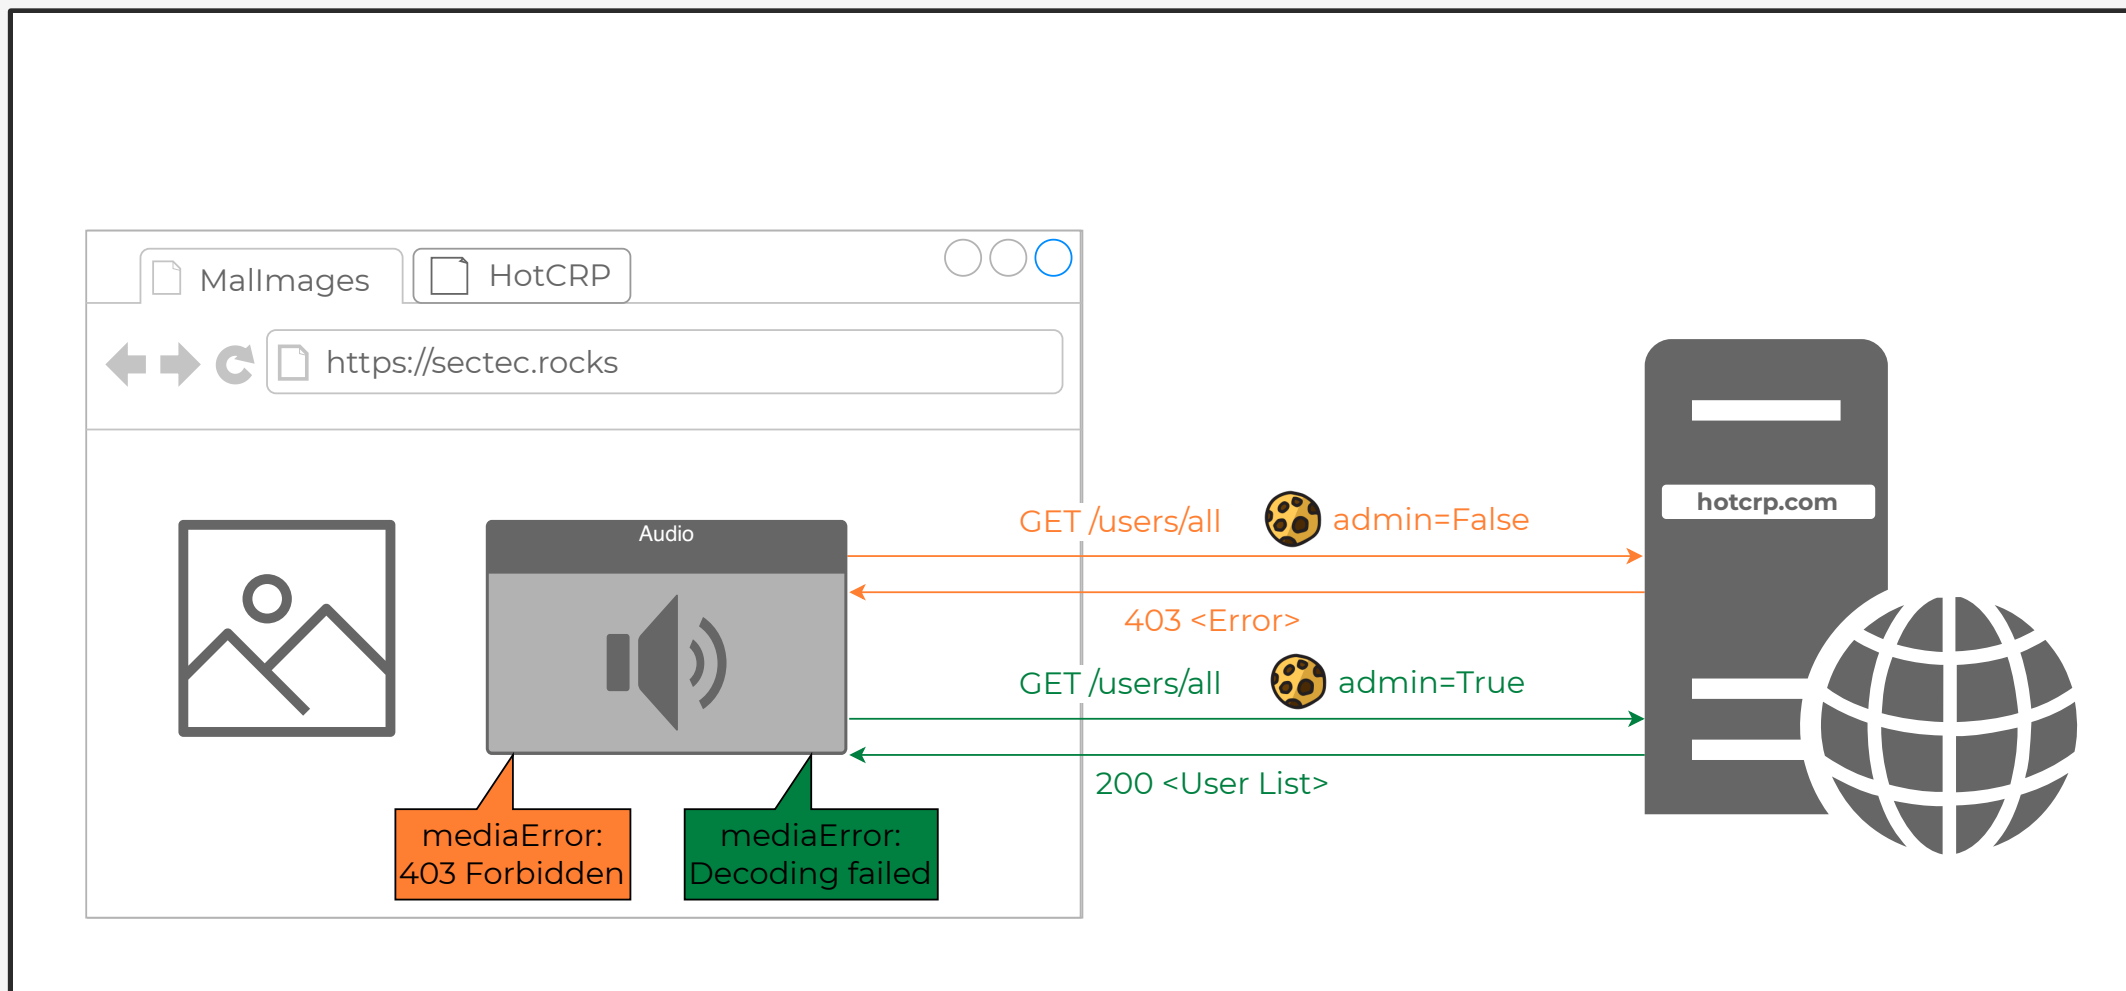 MalImages
HotCRP
https://sectec.rocks
Audio
GET /users/all admin=False
403 <Error>
GET /users/all admin=True
200 <User List>
hotcrp.com
mediaError:
403 Forbidden
mediaError:
Decoding failed